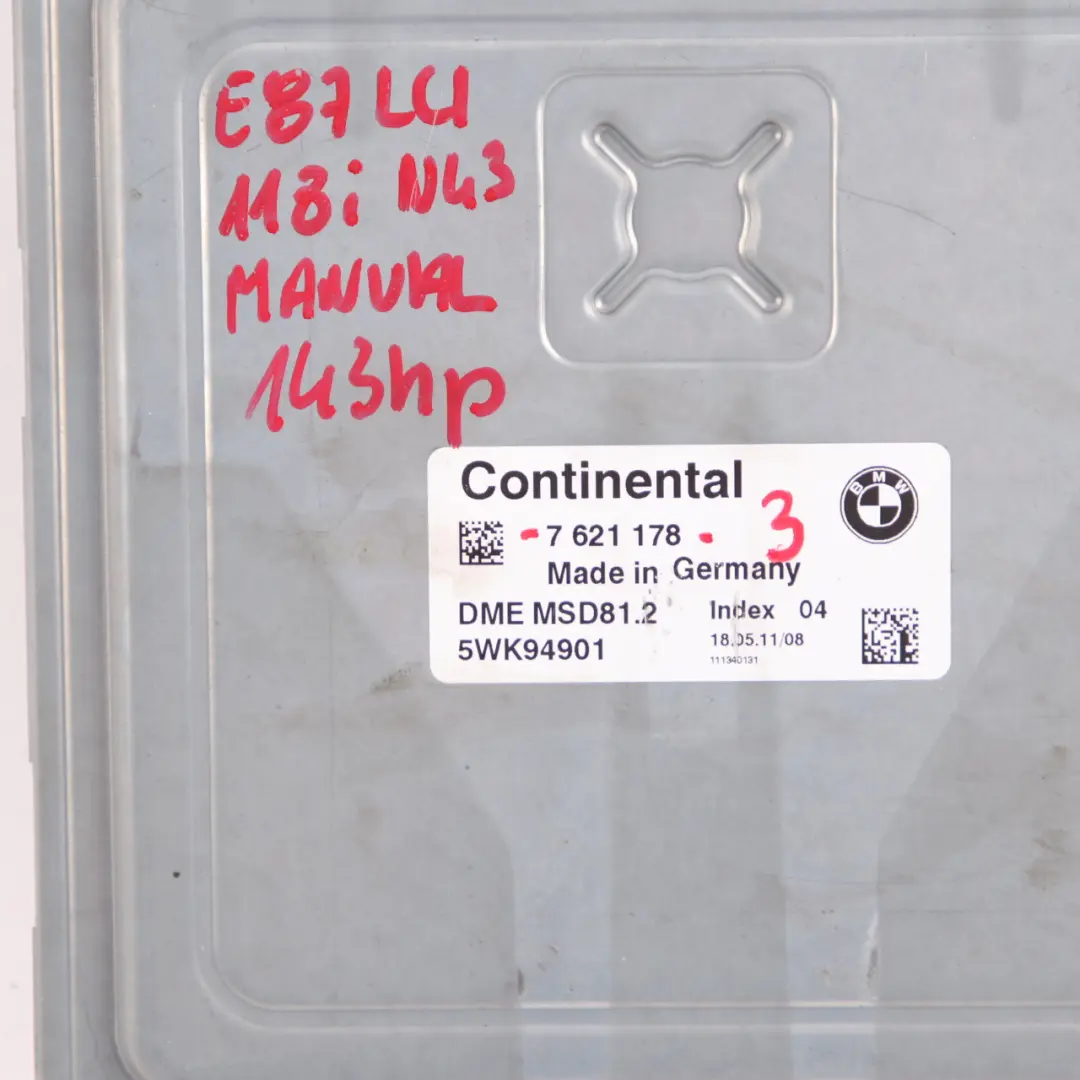 E87 LCI
118i N43
MANUAL
143hp
Continental
BMW
- 7 621 178 - 3
Made in Germany
DME MSD81.2 Index 04
5WK94901 18.05.11/08
111340131